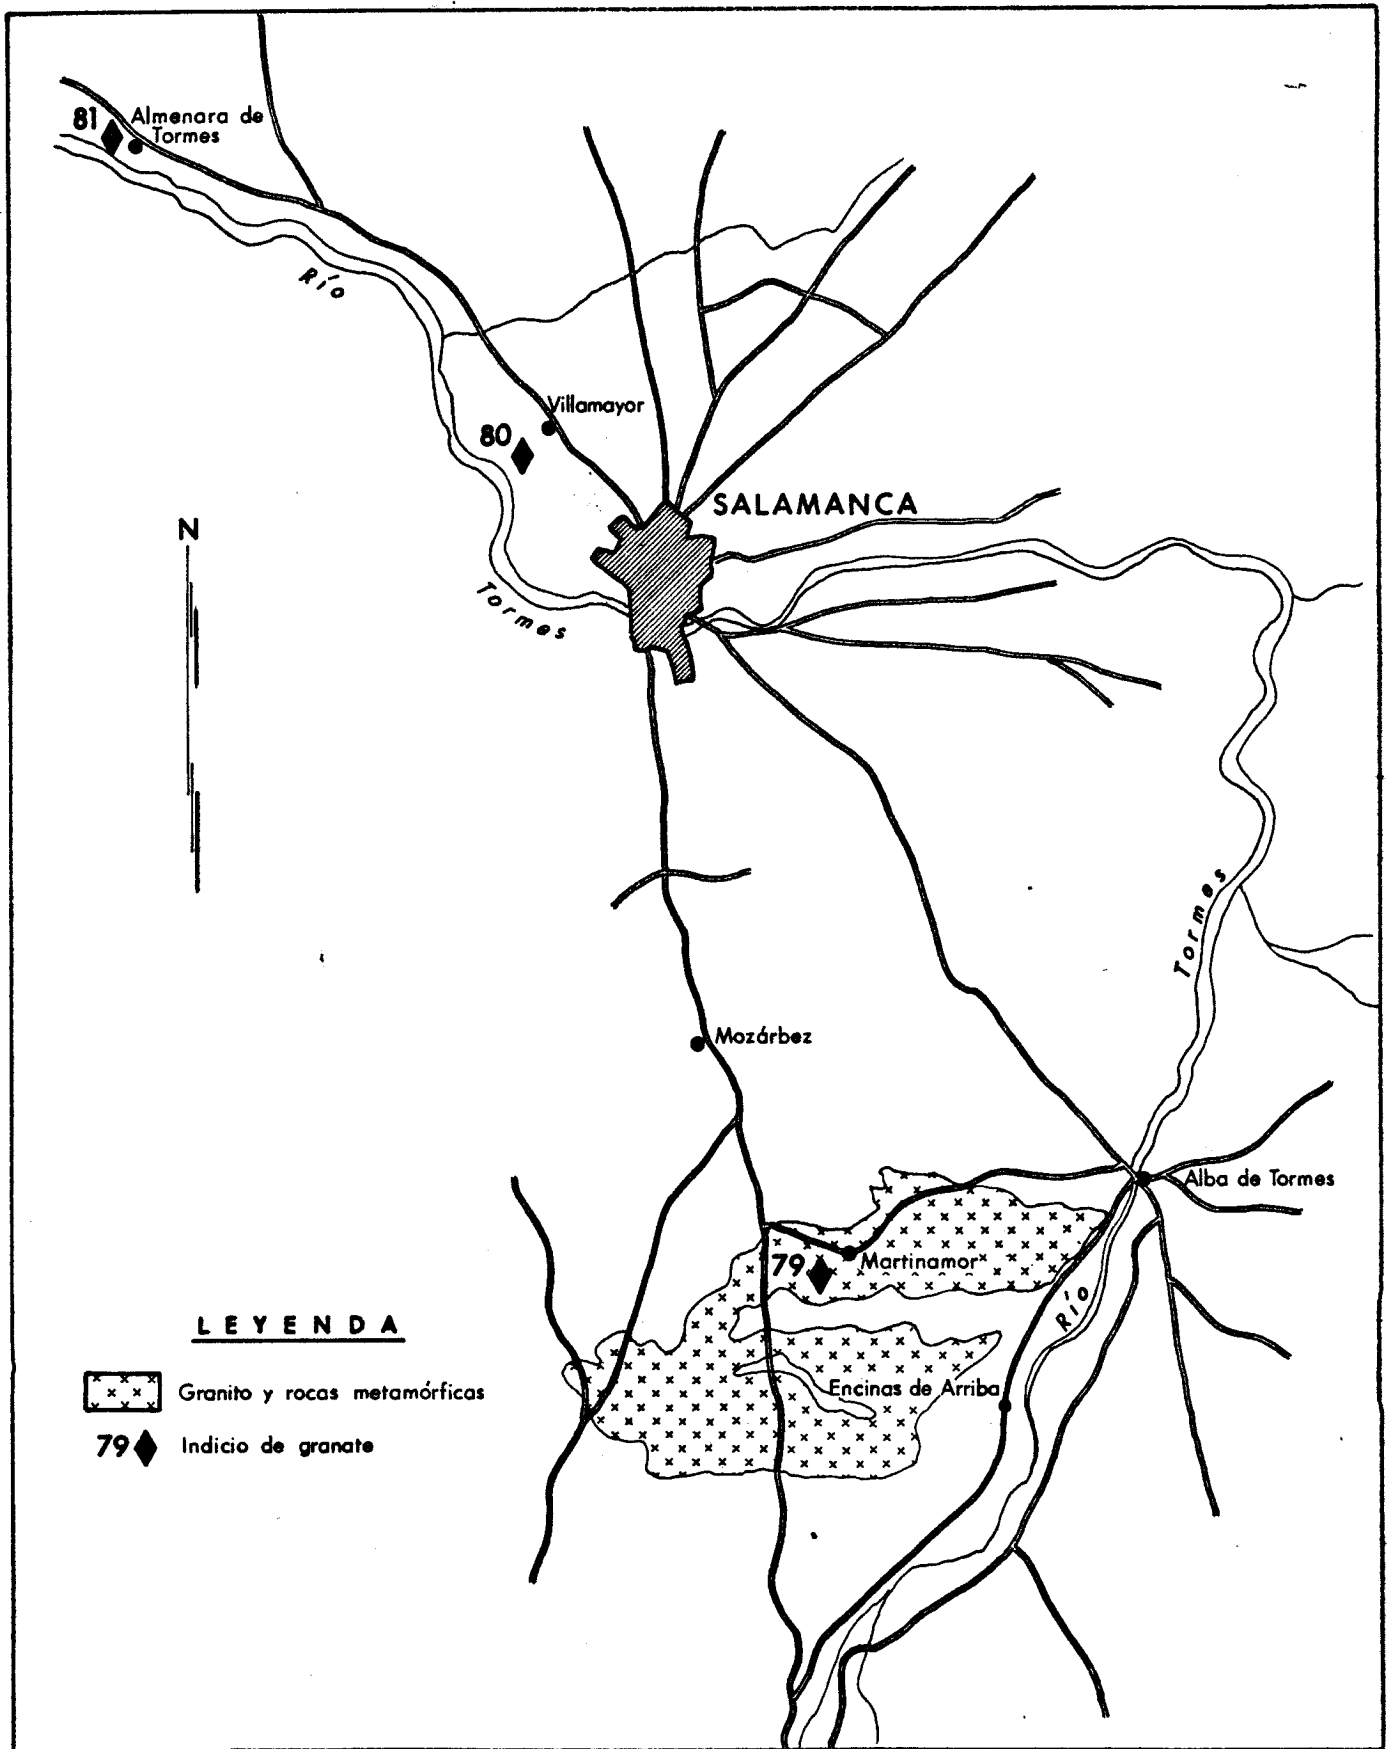 81
Almenara de
Tormes
Río
Villamayor
80
SALAMANCA
N
Tormes
Tormes
Mozárbez
Alba de Tormes
79
Martinamor
Río
LEYENDA
Encinas de Arriba
Granito y rocas metamórficas
79
Indicio de granate